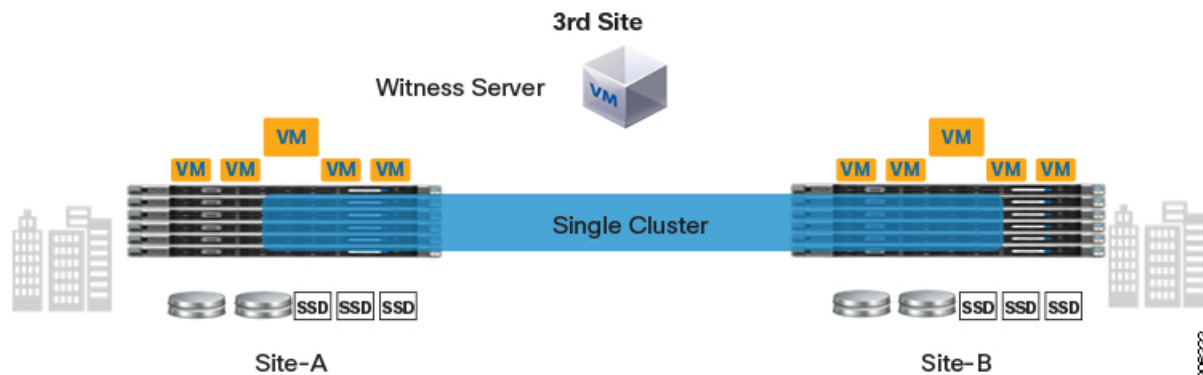 3rd Site
Witness Server
VM
VM
VM
VM VM VM VM
VM VM VM VM
Single Cluster
SSD SSD SSD
SSD SSD SSD
Site-A
Site-B